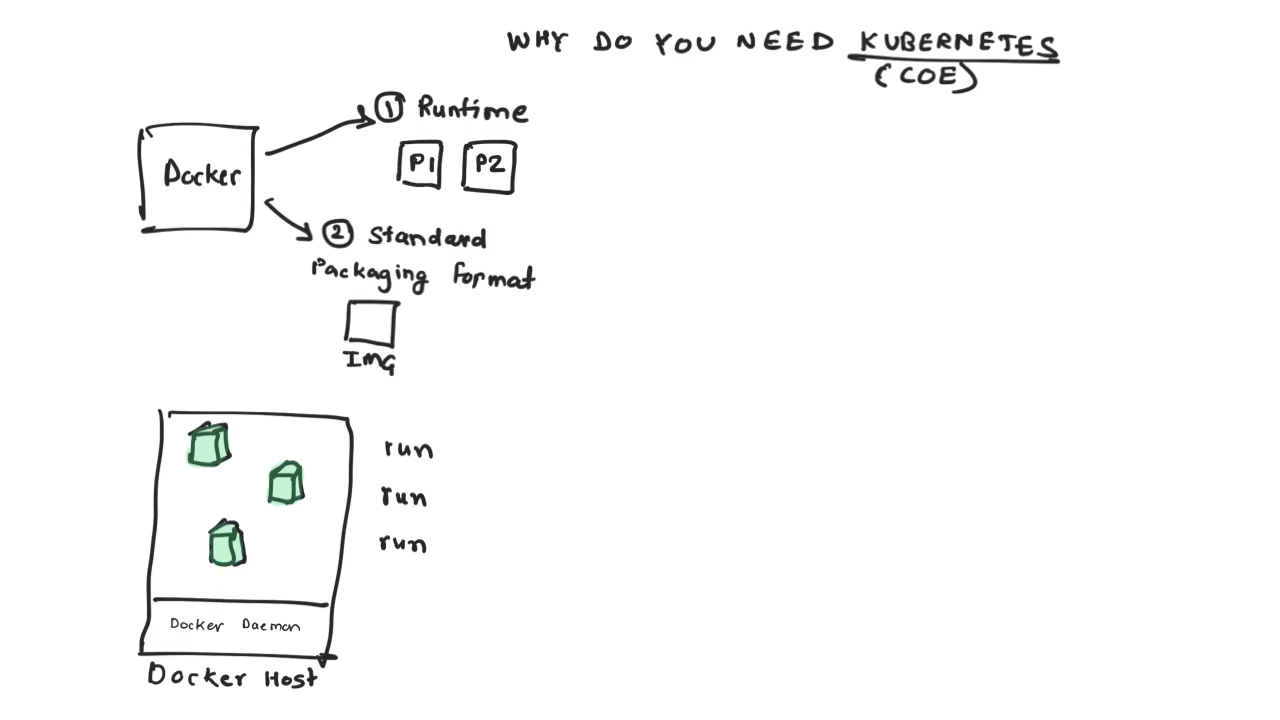 WHY DO YOU NEED KUBERNETES
(COE)
① Runtime
Docker
P1 P2
② Standard
Packaging format
IMG
run
run
run
Docker Daemon
Docker Host